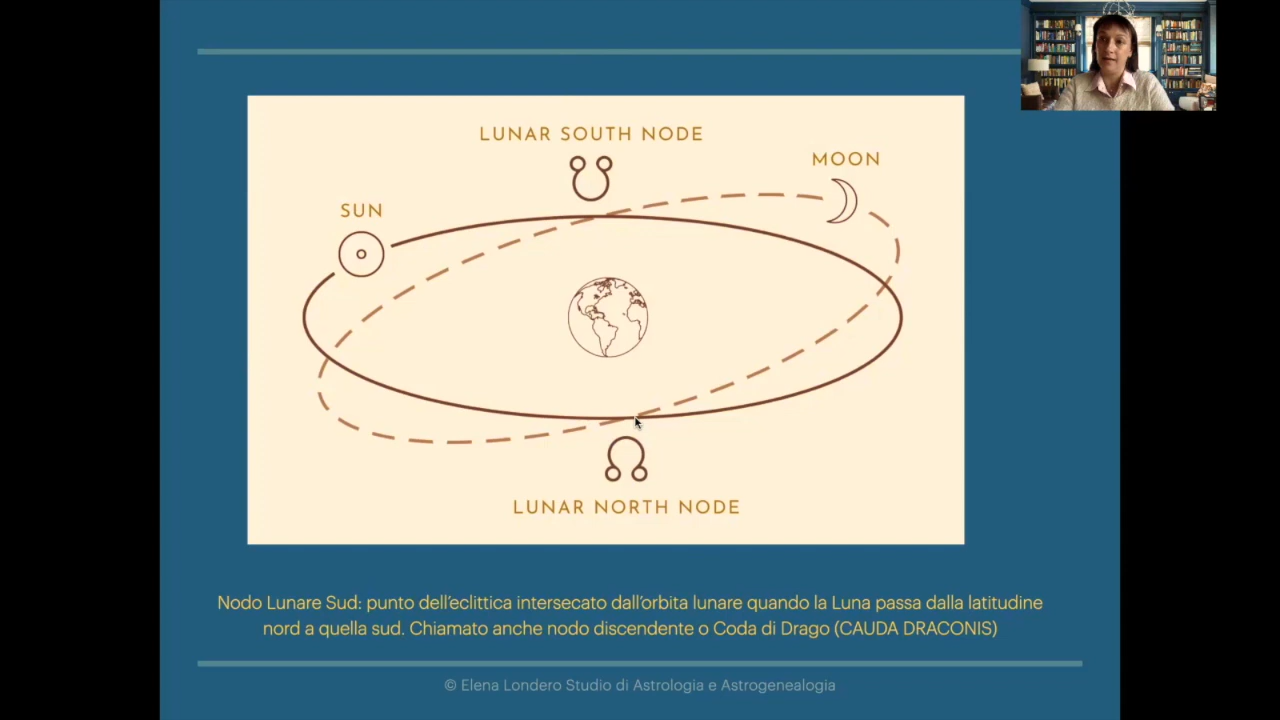 LUNAR SOUTH NODE
MOON
SUN
LUNAR NORTH NODE
Nodo Lunare Sud: punto dell'eclittica intersecato dall'orbita lunare quando la Luna passa dalla latitudine
nord a quella sud. Chiamato anche nodo discendente o Coda di Drago (CAUDA DRACONIS)
© Elena Londero Studio di Astrologia e Astrogenealogia